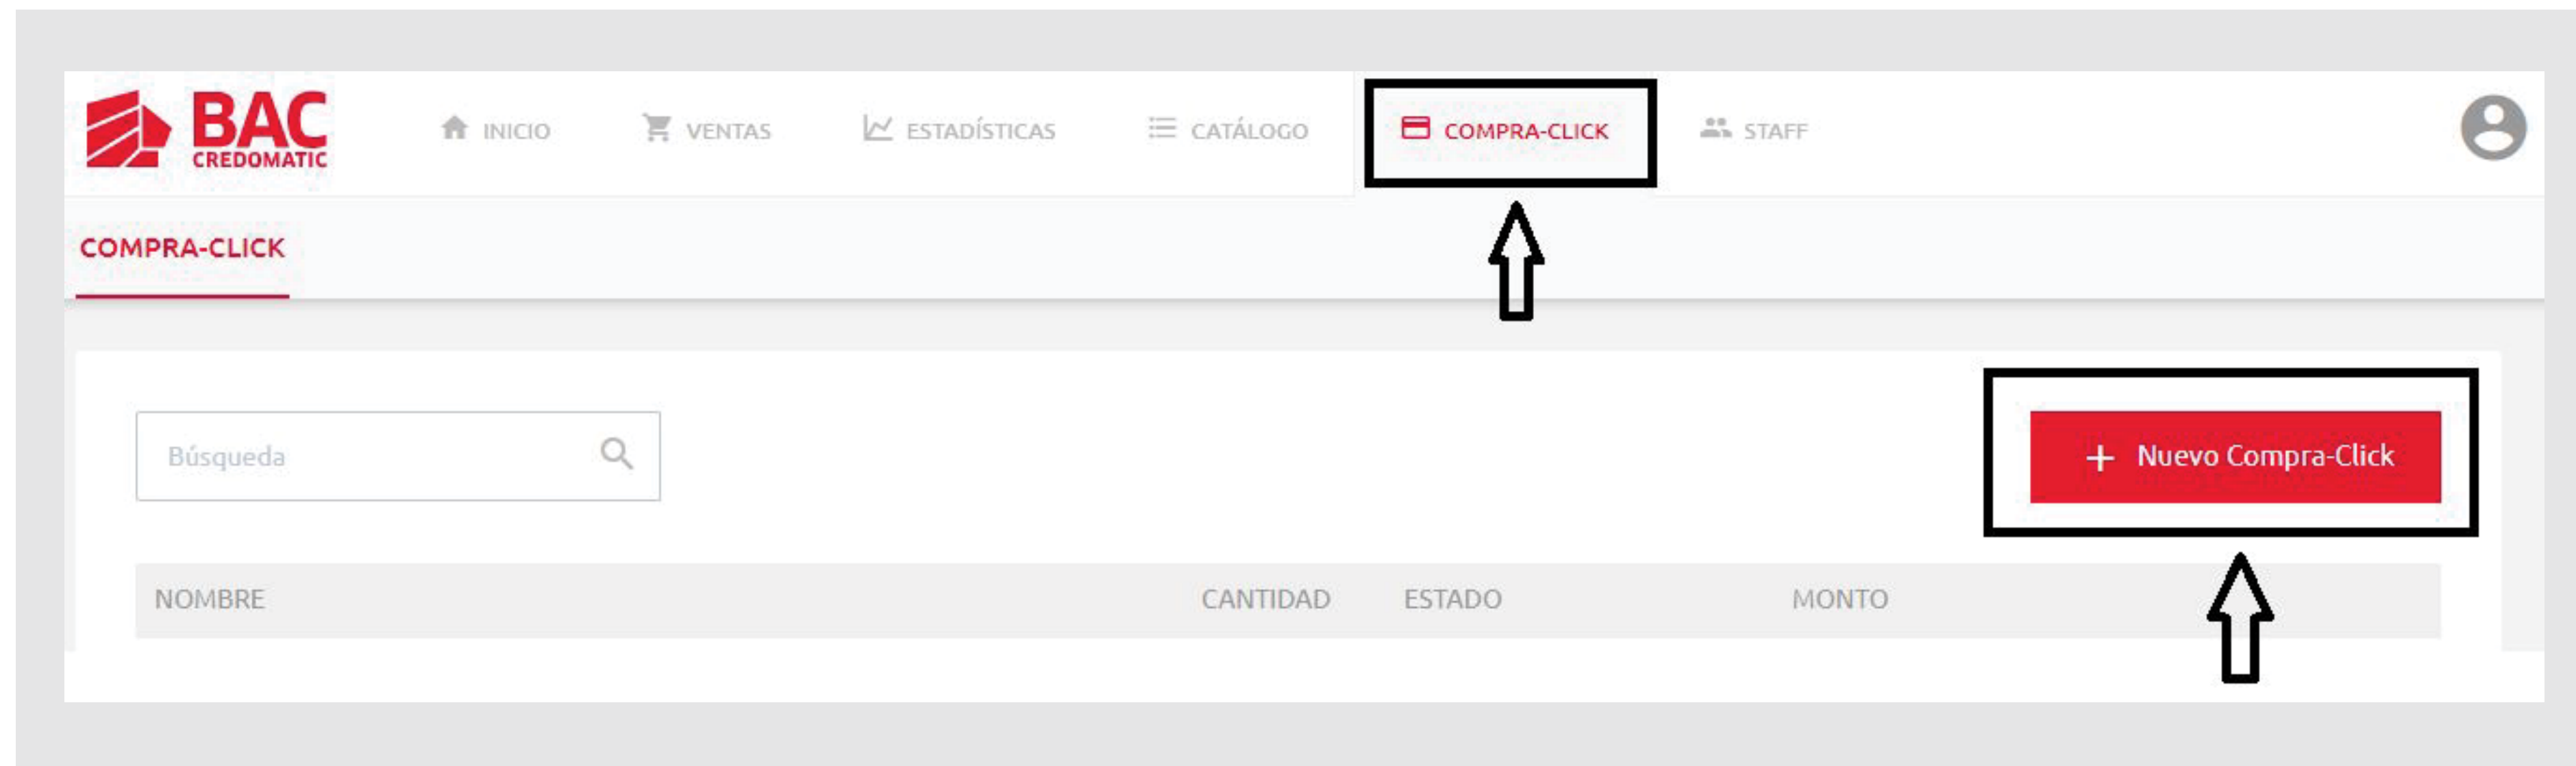 BAC
CREDOMATIC
INICIO
VENTAS
ESTADÍSTICAS
CATÁLOGO
COMPRA-CLICK
STAFF
COMPRA-CLICK
Búsqueda
+ Nuevo Compra-Click
NOMBRE
CANTIDAD
ESTADO
MONTO